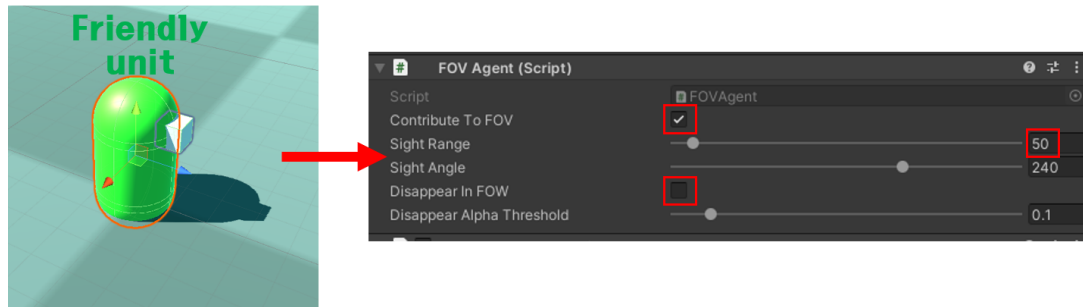 Friendly
unit
# FOV Agent (Script)
Script # FOVAgent
Contribute To FOV
Sight Range 50
Sight Angle 240
Disappear In FOW
Disappear Alpha Threshold 0.1